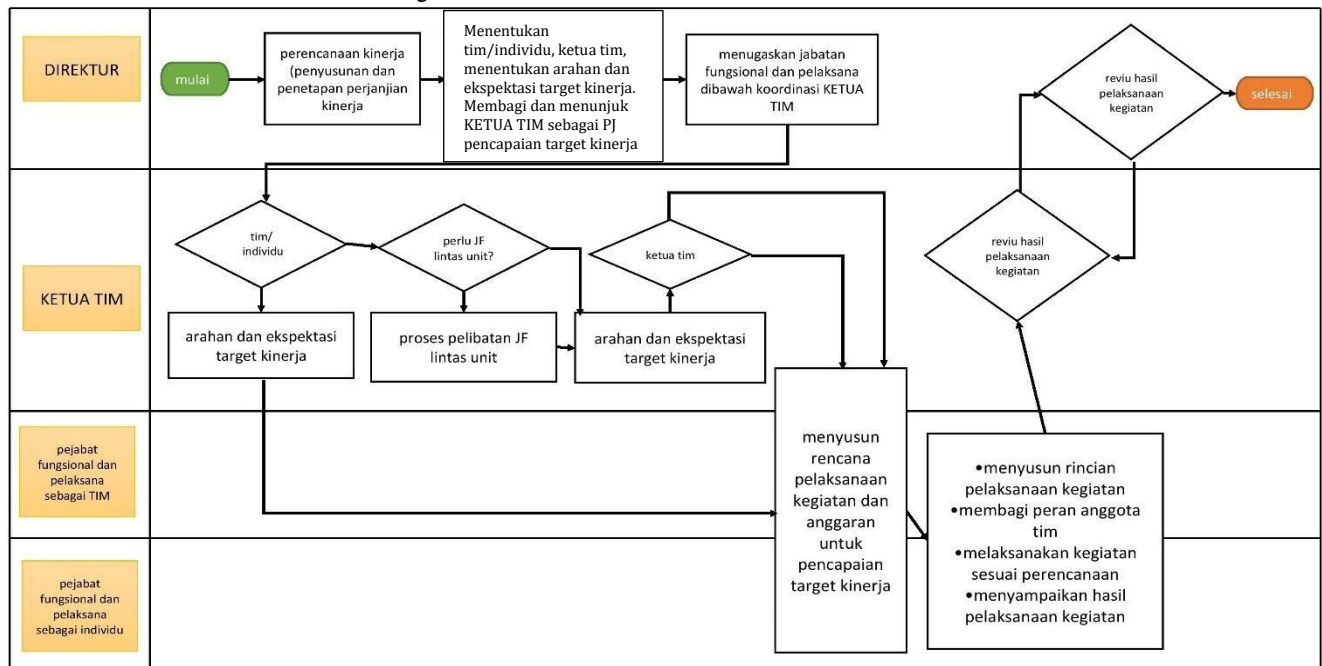 DIREKTUR
mulai
perencanaan kinerja
(penyusunan dan
penetapan perjanjian
kinerja
Menentukan
tim/individu, ketua tim,
menentukan arahan dan
ekspektasi target kinerja.
Membagi dan menunjuk
KETUA TIM sebagai PJ
pencapaian target kinerja
menugaskan jabatan
fungsional dan pelaksana
dibawah koordinasi KETUA
TIM
reviu hasil
pelaksanaan
kegiatan
selesai
KETUA TIM
tim/
individu
perlu JF
lintas unit?
ketua tim
reviu hasil
pelaksanaan
kegiatan
arahan dan ekspektasi
target kinerja
proses pelibatan JF
lintas unit
arahan dan ekspektasi
target kinerja
pejabat
fungsional dan
pelaksana
sebagai TIM
menyusun
rencana
pelaksanaan
kegiatan dan
anggaran
untuk
pencapaian
target kinerja
•menyusun rincian
pelaksanaan kegiatan
•membagi peran anggota
tim
•melaksanakan kegiatan
sesuai perencanaan
•menyampaikan hasil
pelaksanaan kegiatan
pejabat
fungsional dan
pelaksana
sebagai individu